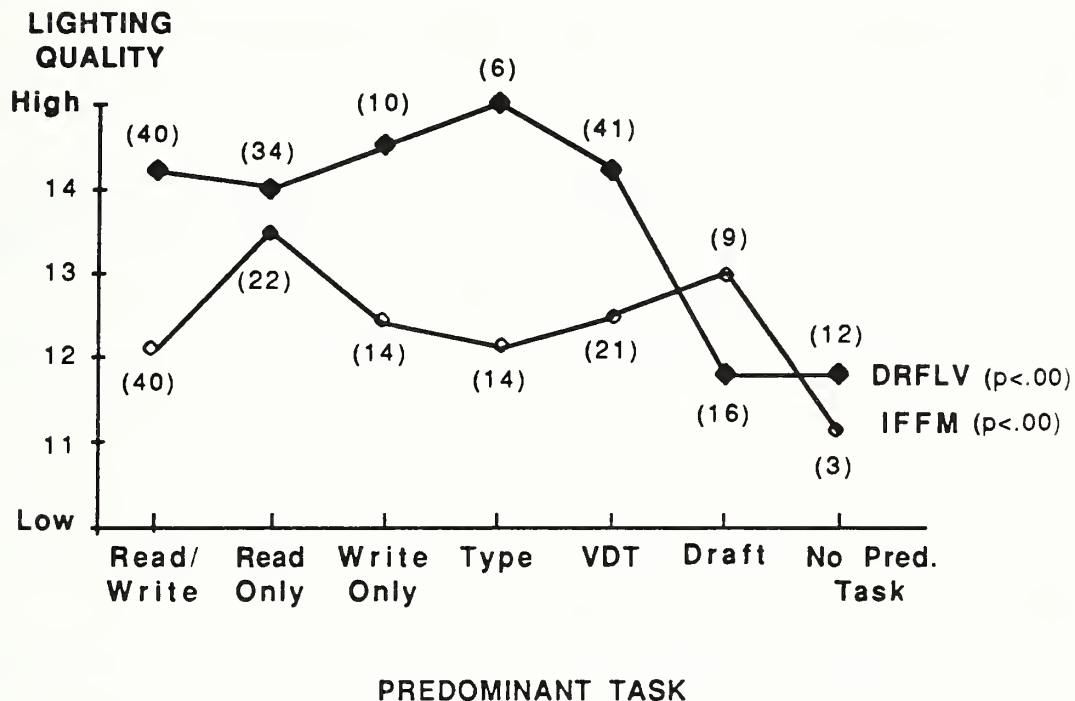 LIGHTING
QUALITY
High
14
13
12
11
Low
(40)
(34)
(10)
(6)
(41)
(16)
(12)
(40)
(22)
(14)
(14)
(21)
(9)
(3)
DRFLV (p<.00)
IFFM (p<.00)
Read/
Write
Read
Only
Write
Only
Type
VDT
Draft
No Pred.
Task
PREDOMINANT TASK